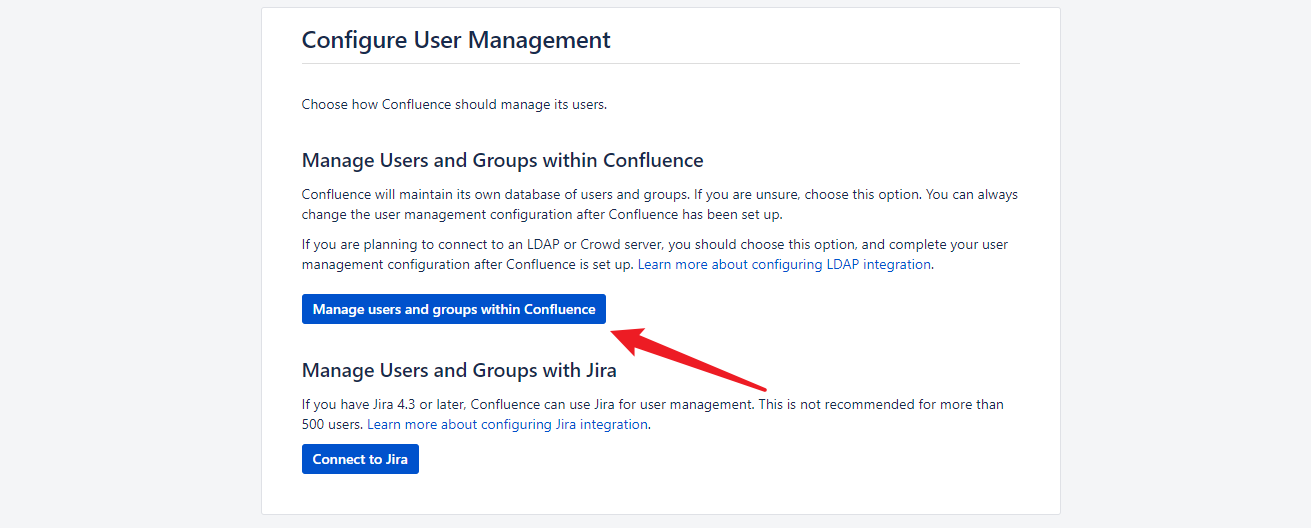 Configure User Management
Choose how Confluence should manage its users.
Manage Users and Groups within Confluence
Confluence will maintain its own database of users and groups. If you are unsure, choose this option. You can always
change the user management configuration after Confluence has been set up.
If you are planning to connect to an LDAP or Crowd server, you should choose this option, and complete your user
management configuration after Confluence is set up. Learn more about configuring LDAP integration.
Manage users and groups within Confluence
Manage Users and Groups with Jira
If you have Jira 4.3 or later, Confluence can use Jira for user management. This is not recommended for more than
500 users. Learn more about configuring Jira integration.
Connect to Jira